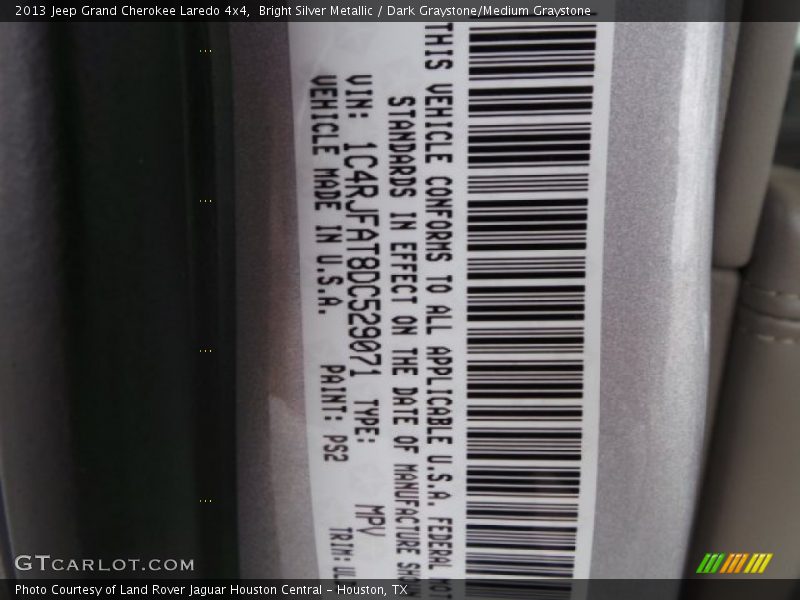 2013 Jeep Grand Cherokee Laredo 4x4, Bright Silver Metallic / Dark Graystone/Medium Graystone
THIS VEHICLE CONFORMS TO ALL APPLICABLE U.S.A. FEDERAL
STANDARDS IN EFFECT ON THE DATE OF MANUFACTURE
VIN: 1C4RJFAT8DC529071 TYPE: MPV
VEHICLE MADE IN U.S.A. PAINT: PS2 TRIM:
GTCARLOT.COM
Photo Courtesy of Land Rover Jaguar Houston Central – Houston, TX